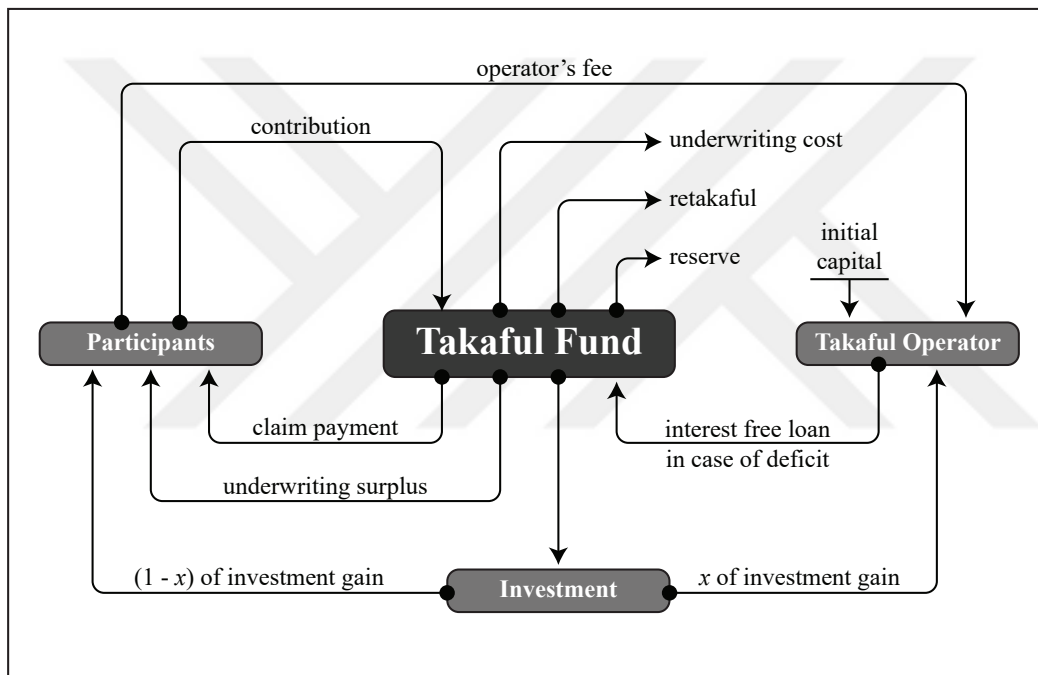 operator’s fee
contribution
underwriting cost
retakaful
reserve
initial
capital
Participants
Takaful Fund
Takaful Operator
claim payment
interest free loan
in case of deficit
underwriting surplus
(1 - x) of investment gain
Investment
x of investment gain